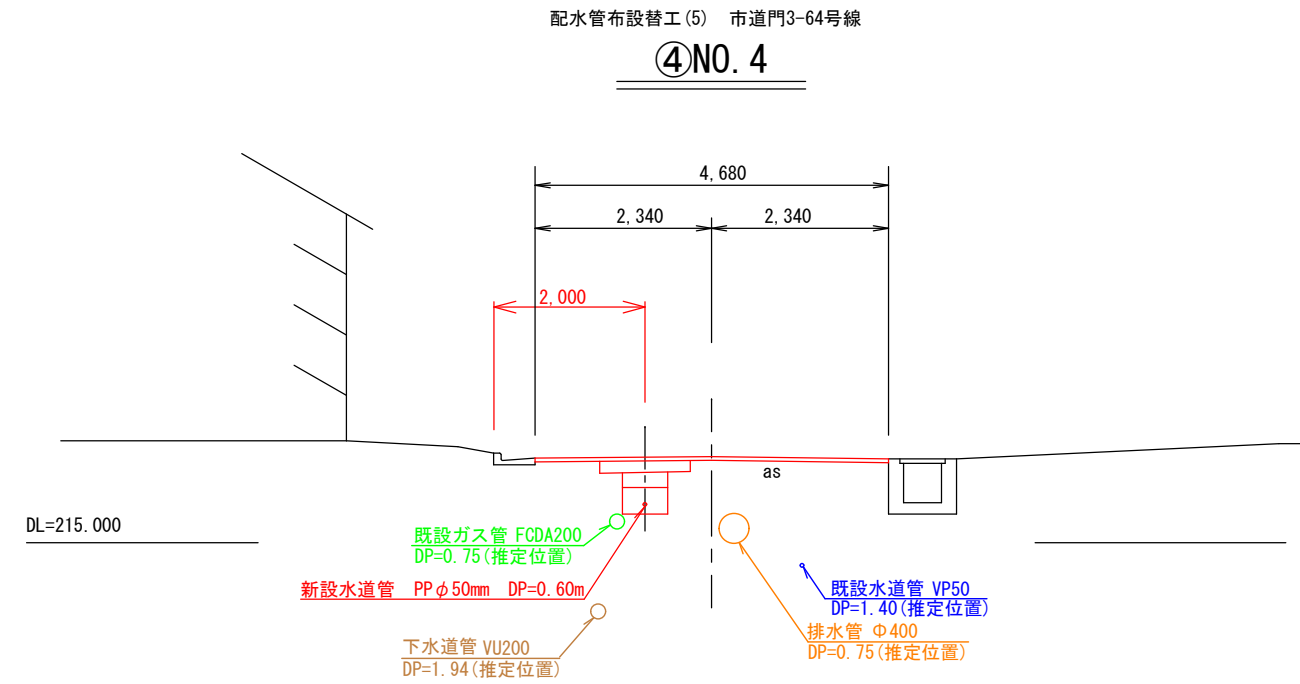 配水管布設替工(5) 市道門3-64号線
④NO.4
4,680
2,340 2,340
2,000
as
DL=215.000
既設ガス管 FCDA200
DP=0.75(推定位置)
新設水道管 PPφ50mm DP=0.60m
既設水道管 VP50
DP=1.40(推定位置)
排水管 Φ400
DP=0.75(推定位置)
下水道管 VU200
DP=1.94(推定位置)